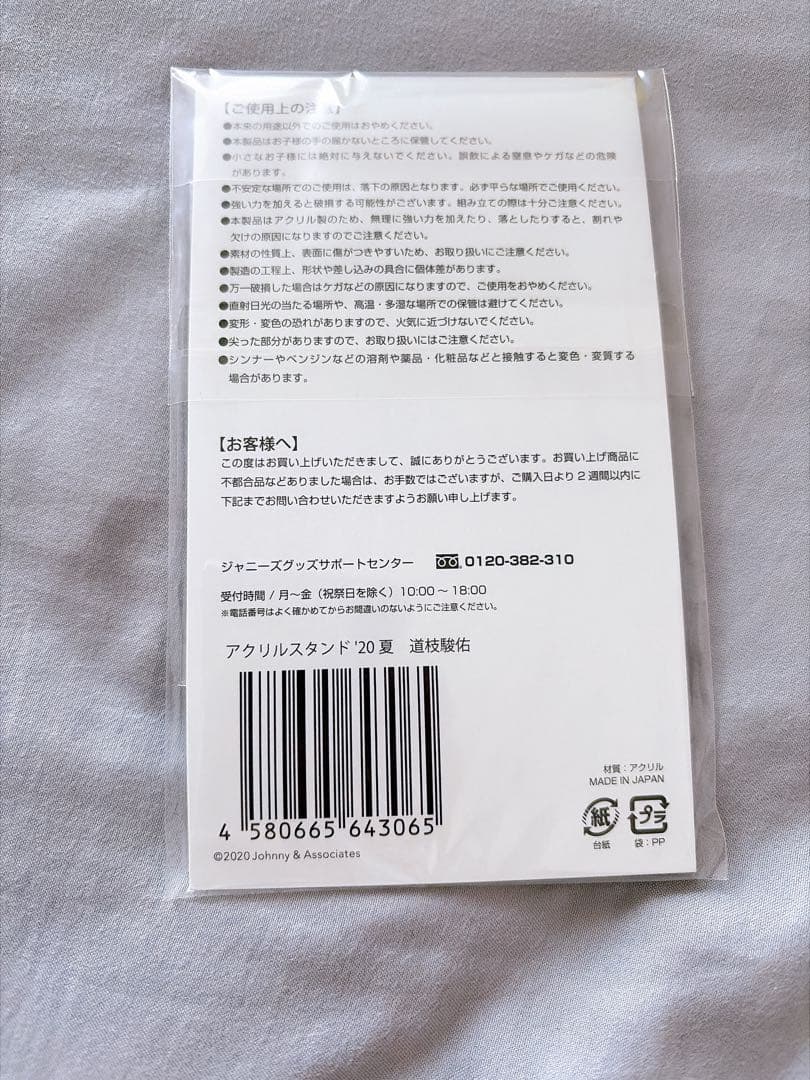 【ご使用上の注意】
●本来の用途以外でのご使用はおやめください。
●本製品はお子様の手の届かないところに保管してください。
●小さなお子様には絶対に与えないでください。誤飲による窒息やケガなどの危険
があります。
●不安定な場所でのご使用は、落下の原因となります。必ず平らな場所でご使用ください。
●強い力を加えると破損する可能性がございます。組み立ての際は十分ご注意ください。
●本製品はアクリル製のため、無理に強い力を加えたり、落としたりすると、割れや
欠けの原因になりますのでご注意ください。
●素材の性質上、表面に傷がつきやすいため、お取り扱いにご注意ください。
●製造の工程上、形状や差し込みの具合に個体差があります。
●万一破損した場合はケガなどの原因になりますので、ご使用をおやめください。
●直射日光の当たる場所や、高温・多湿な場所での保管は避けてください。
●変形・変色の恐れがありますので、火気に近づけないでください。
●尖った部分がありますので、お取り扱いにはご注意ください。
●シンナーやベンジンなどの溶剤や薬品・化粧品などと接触すると変色・変質する
場合があります。
【お客様へ】
この度はお買い上げいただきまして、誠にありがとうございます。お買い上げ商品に
不都合品などありました場合は、お手数ではございますが、ご購入日より2週間以内に
下記までお問い合わせいただきますようお願い申し上げます。
ジャニーズグッズサポートセンター 0120-382-310
受付時間/月〜金（祝祭日を除く）10:00〜18:00
※電話番号はよく確かめてからお間違いのないようにご注意ください。
アクリルスタンド '20 夏 道枝駿佑
4 580665 643065
©2020 Johnny & Associates
材質：アクリル
MADE IN JAPAN
紙 プラ
台紙 袋：PP